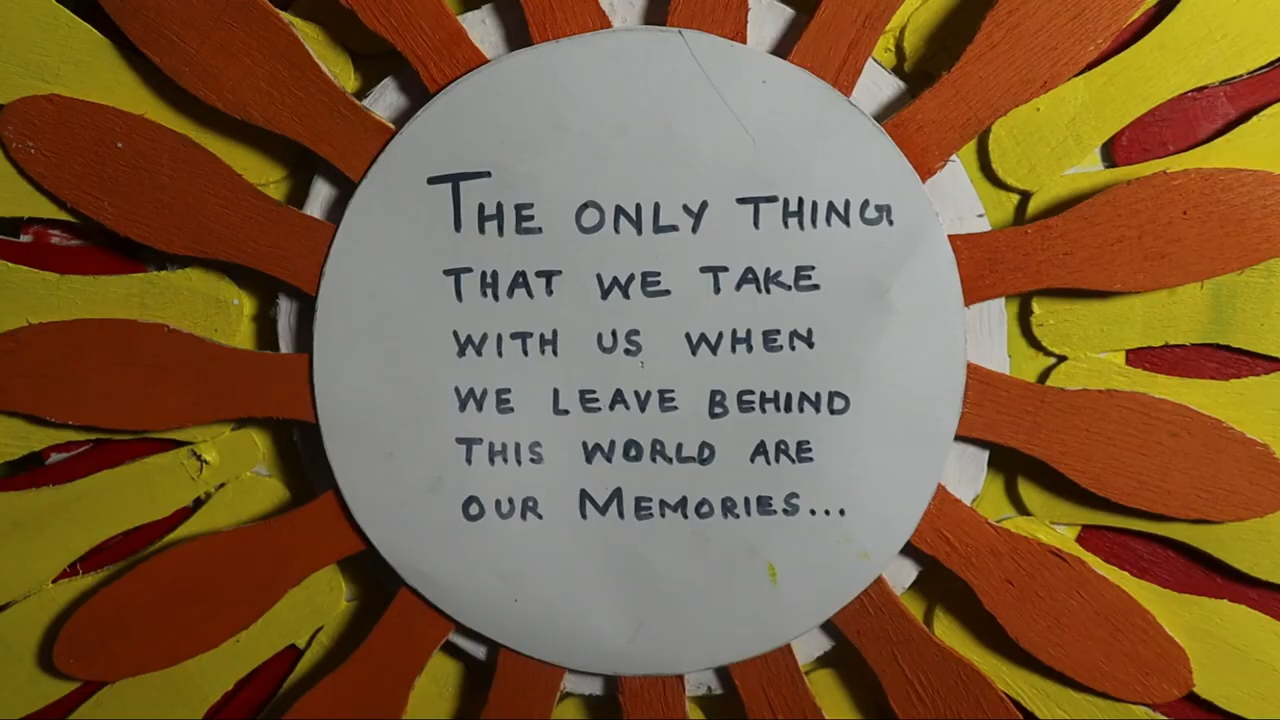 THE ONLY THING
THAT WE TAKE
WITH US WHEN
WE LEAVE BEHIND
THIS WORLD ARE
OUR MEMORIES...